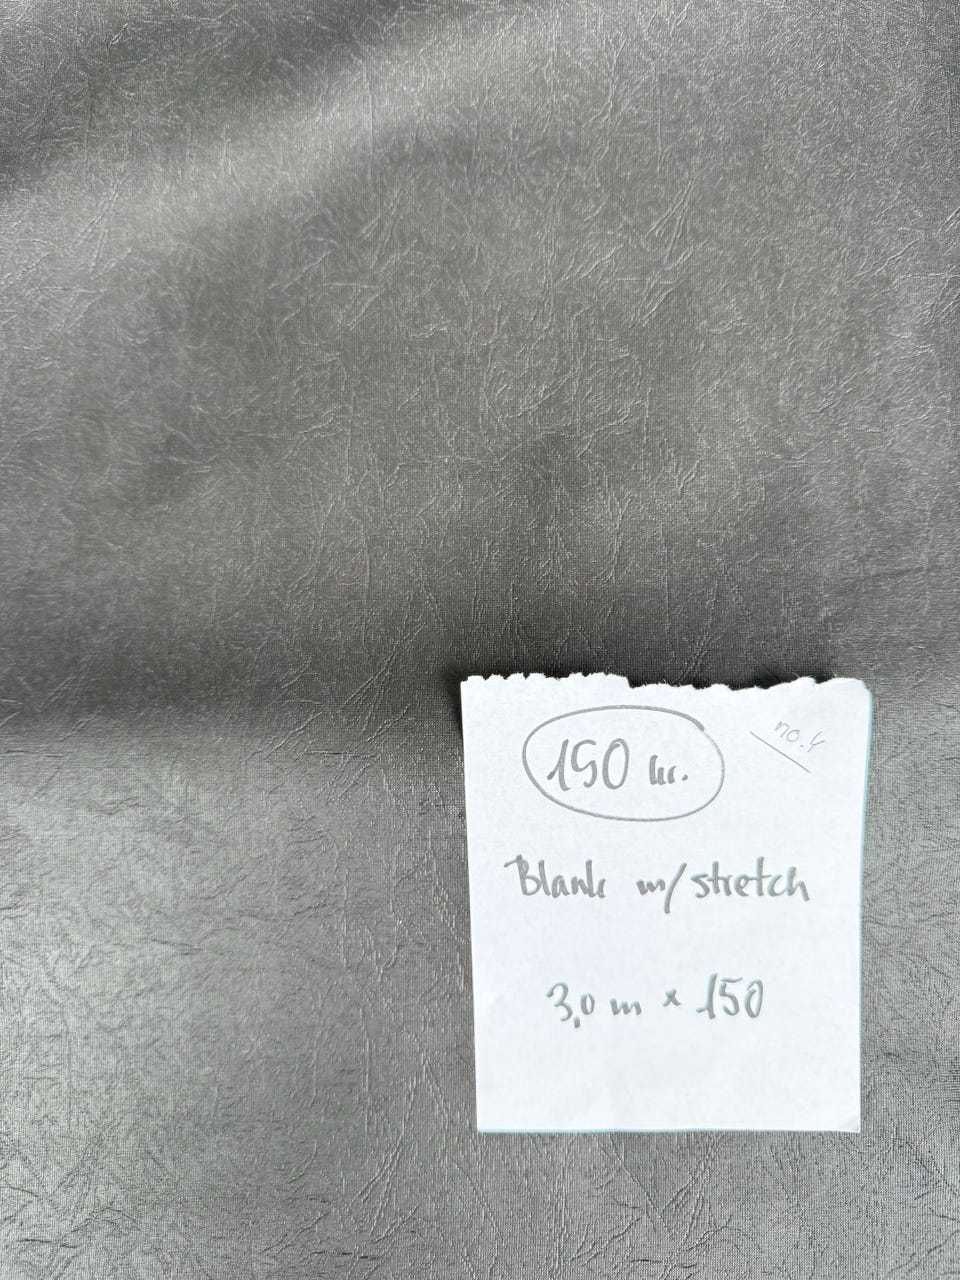 no. 4
150 kr.
Blank m/stretch
3,0 m x 150